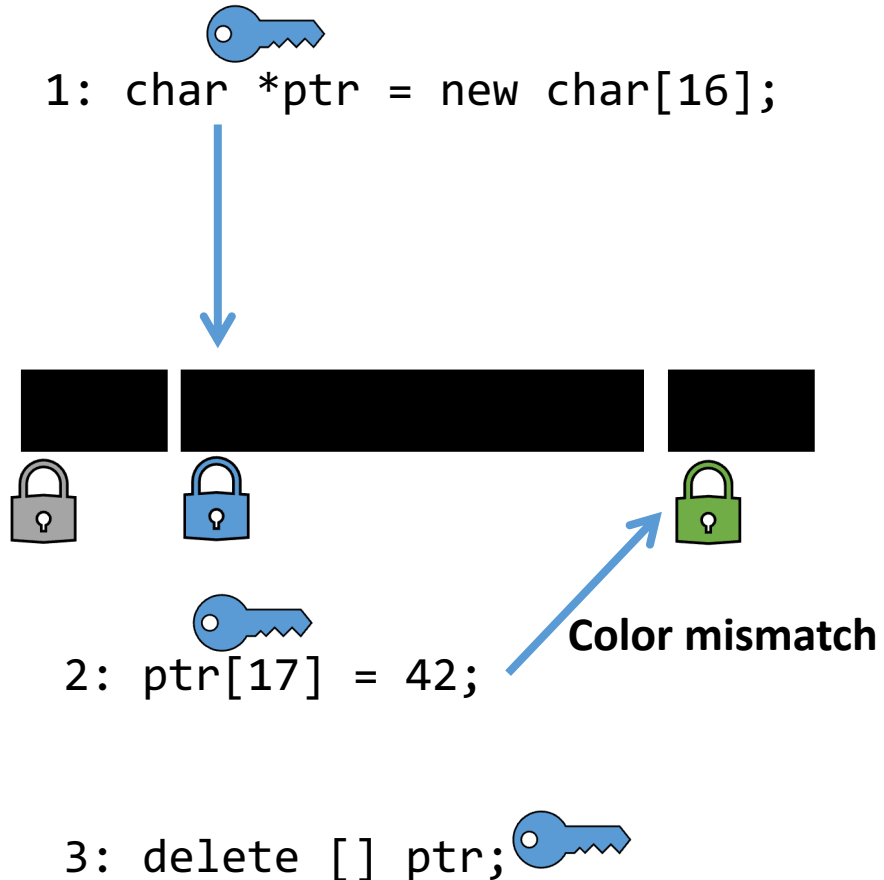 1: char *ptr = new char[16];
Color mismatch
2: ptr[17] = 42;
3: delete [] ptr;